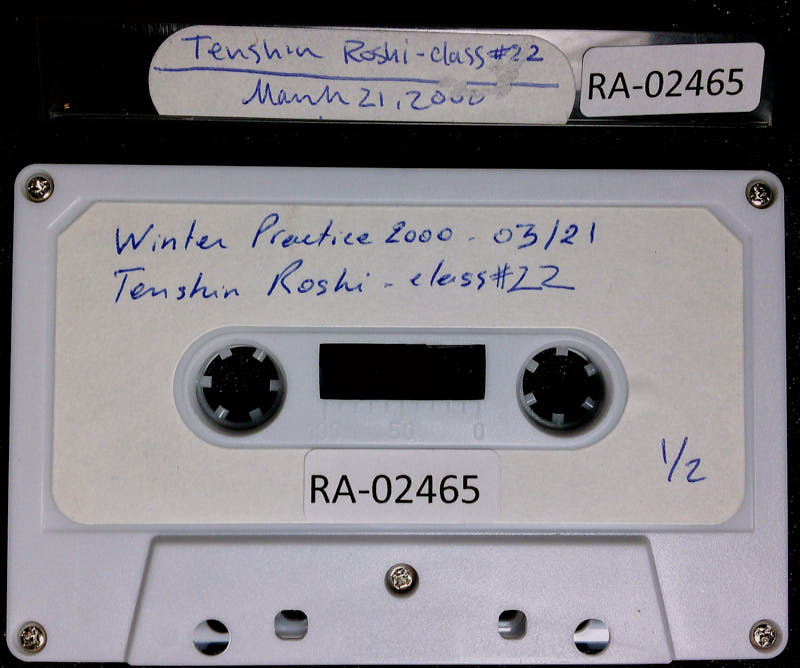 Tenshin Roshi - class #22
March 21, 2000
RA-02465
Winter Practice 2000 - 03/21
Tenshin Roshi - class #22
100 50 0
RA-02465
1/2